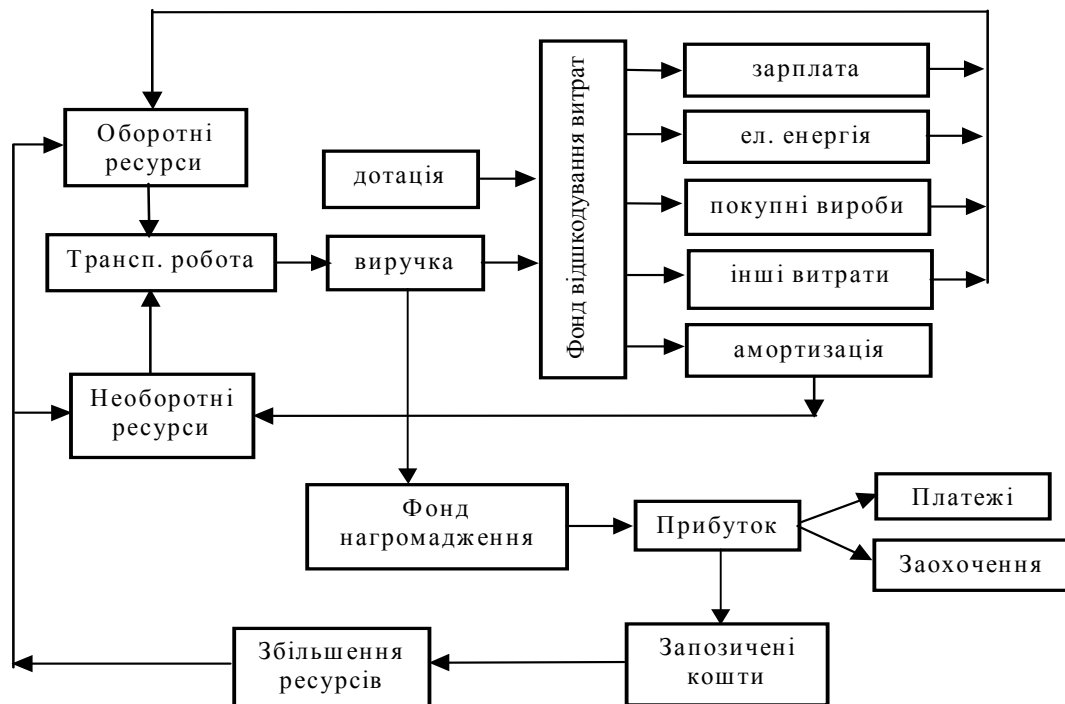 зарплата
Оборотні
ресурси
ел. енергія
дотація
Фонд відшкодування витрат
покупні вироби
Трансп. робота
виручка
інші витрати
амортизація
Необоротні
ресурси
Фонд
нагромадження
Прибуток
Платежі
Заохочення
Збільшення
ресурсів
Запозичені
кошти